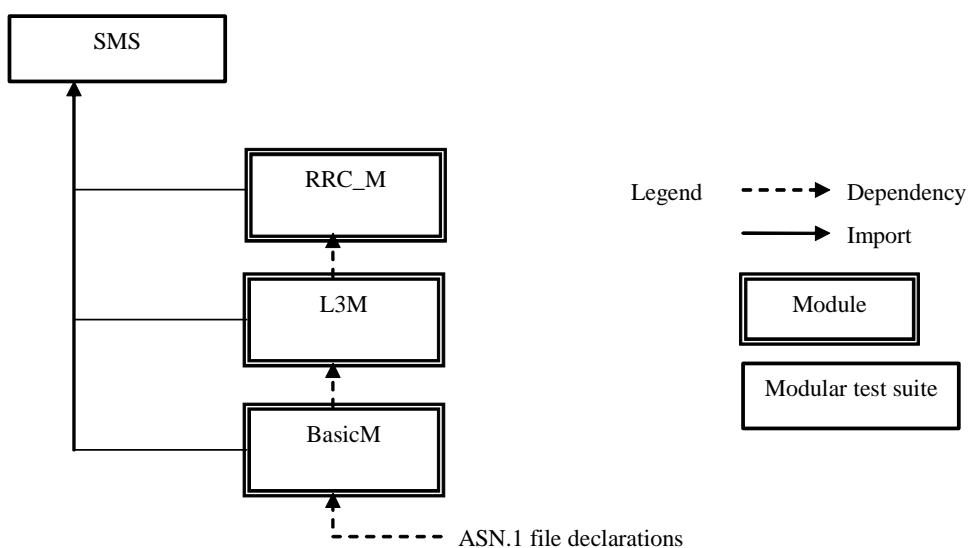 SMS
RRC_M
Legend
Dependency
Import
L3M
Module
Modular test suite
BasicM
ASN.1 file declarations